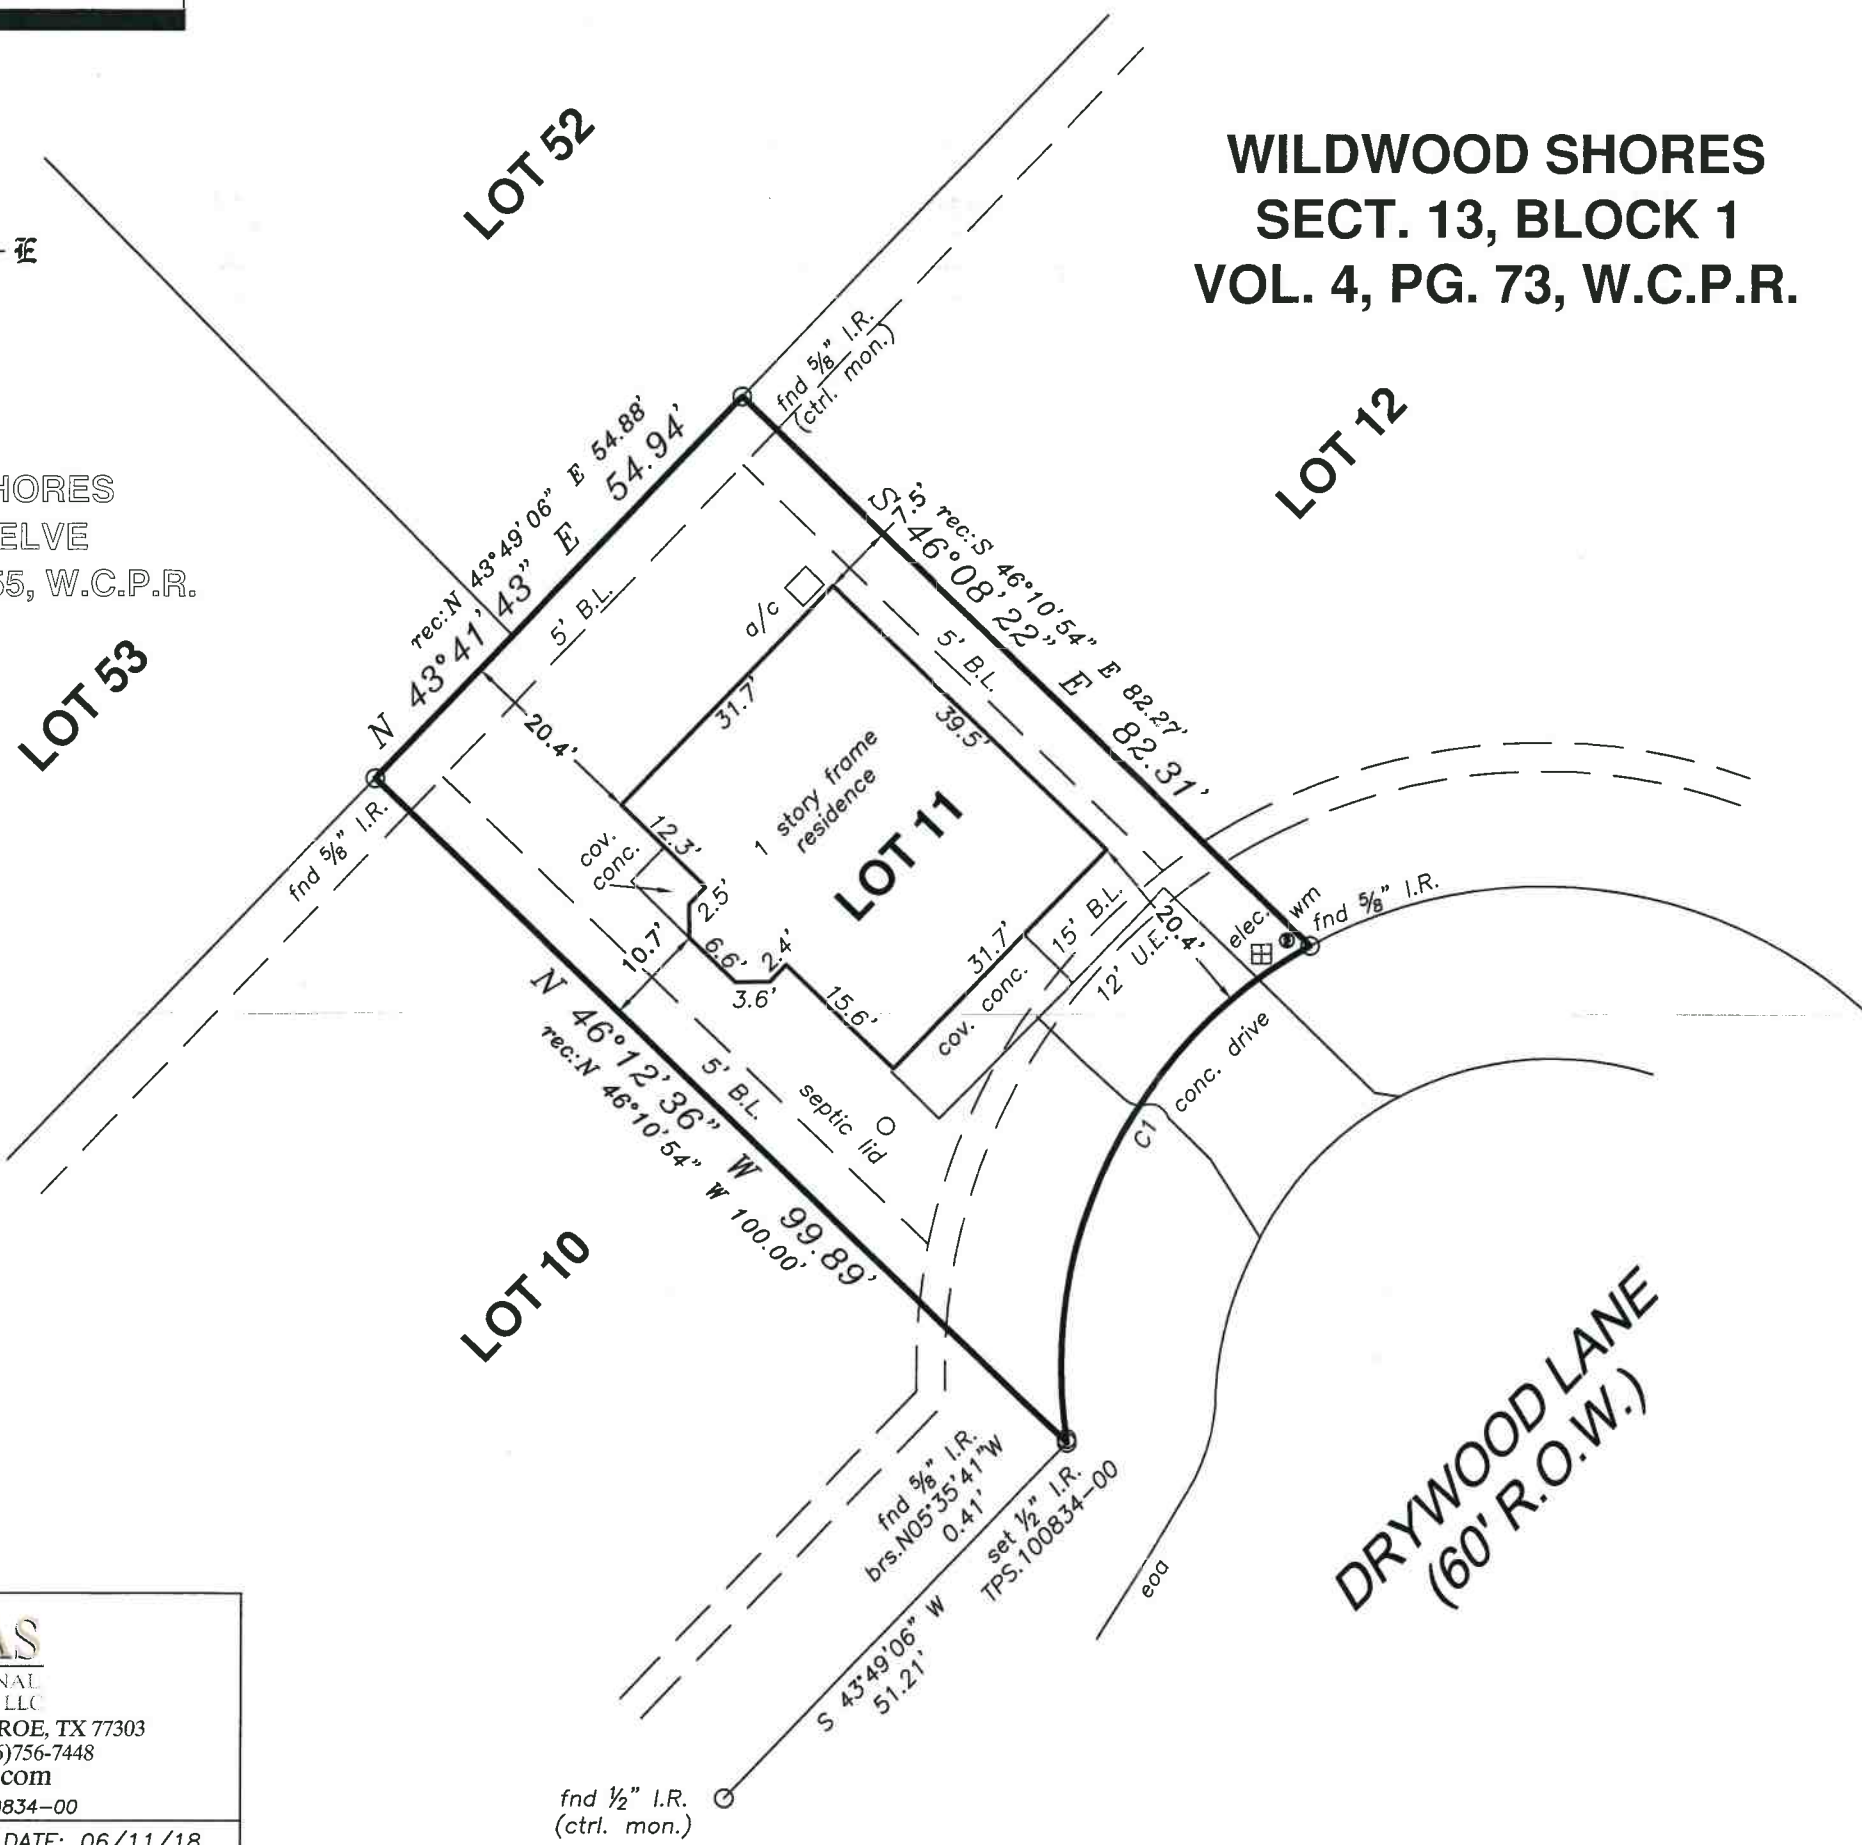 WILDWOOD SHORES
SECT. 13, BLOCK 1
VOL. 4, PG. 73, W.C.P.R.
E
LOT 52
LOT 12
LOT 53
HORES
ELVE
55, W.C.P.R.
fnd 5/8" I.R.
(ctrl. mon.)
rec:N 43°49'06" E 54.88'
N 43°41'43" E 54.94'
5' B.L.
7.5'
rec:S 46°10'54" E 82.27'
S 46°08'22" E 82.31'
5' B.L.
a/c
31.7'
39.5'
20.4'
1 story frame
residence
LOT 11
12.3'
cov.
conc.
2.5'
10.7'
6.6'
2.4'
3.6'
15.6'
31.7'
cov. conc.
15' B.L.
12' U.E.
20.4'
elec.
wm
fnd 5/8" I.R.
fnd 5/8" I.R.
N 46°12'36" W 99.89'
rec:N 46°10'54" W 100.00'
5' B.L.
septic lid
conc. drive
C1
LOT 10
DRYWOOD LANE
(60' R.O.W.)
fnd 5/8" I.R.
brs.N05°35'41"W
0.41'
set 1/2" I.R.
TPS.100834-00
eoa
S 43°49'06" W
51.21'
fnd 1/2" I.R.
(ctrl. mon.)
AS
NAL
LLC
ROE, TX 77303
6)756-7448
.com
0834-00
DATE: 06/11/18